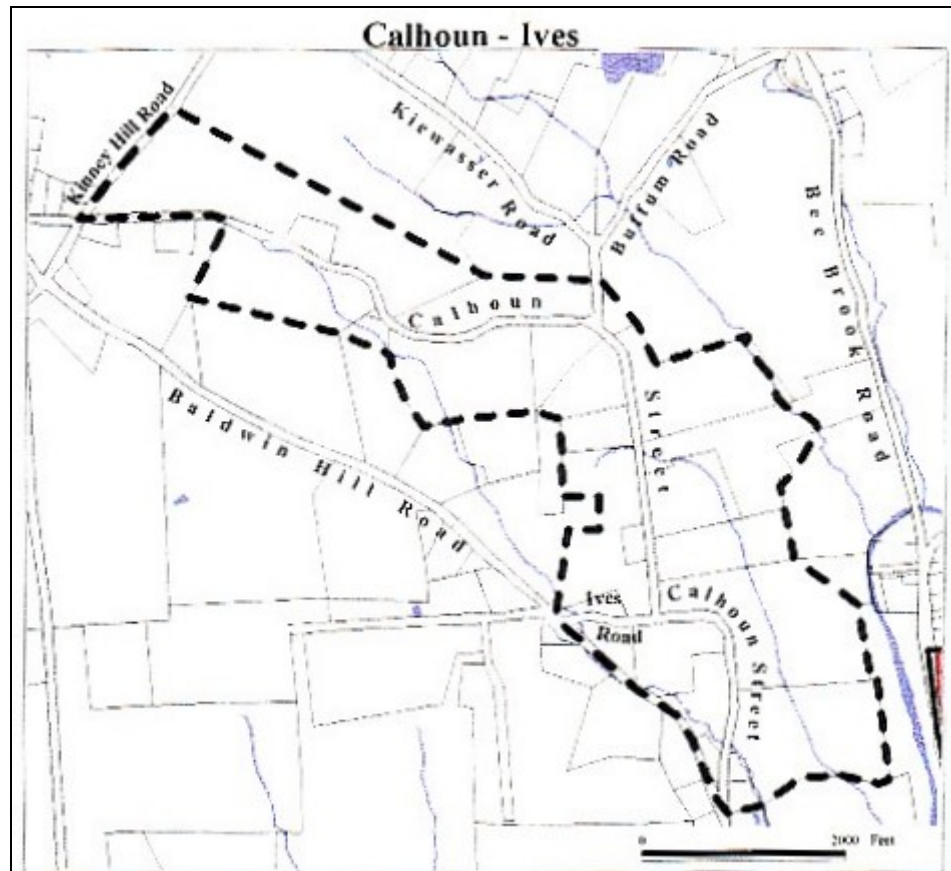 Calhoun - Ives
Kinney Hill Road
Kiewasser Road
Buffum Road
Bee Brook Road
Calhoun
Street
Baldwin Hill Road
Ives
Road
Calhoun Street
0 2000 Feet